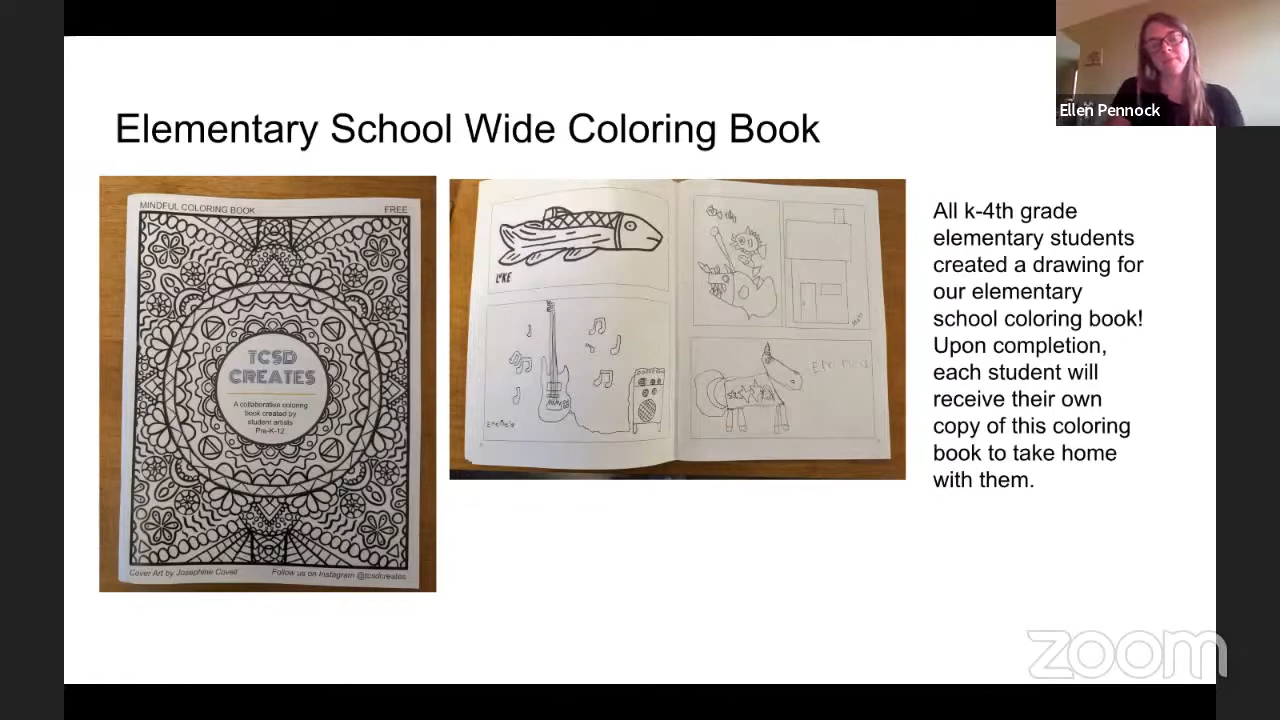 Ellen Pennock
Elementary School Wide Coloring Book
MINDFUL COLORING BOOK
FREE
TCSD
CREATES
A collaborative coloring
book created by
student artists
Pre-K-12
Cover Art by Josephine Covell
Follow us on Instagram @tcsdcreates
LUKE
All k-4th grade
elementary students
created a drawing for
our elementary
school coloring book!
Upon completion,
each student will
receive their own
copy of this coloring
book to take home
with them.
zoom